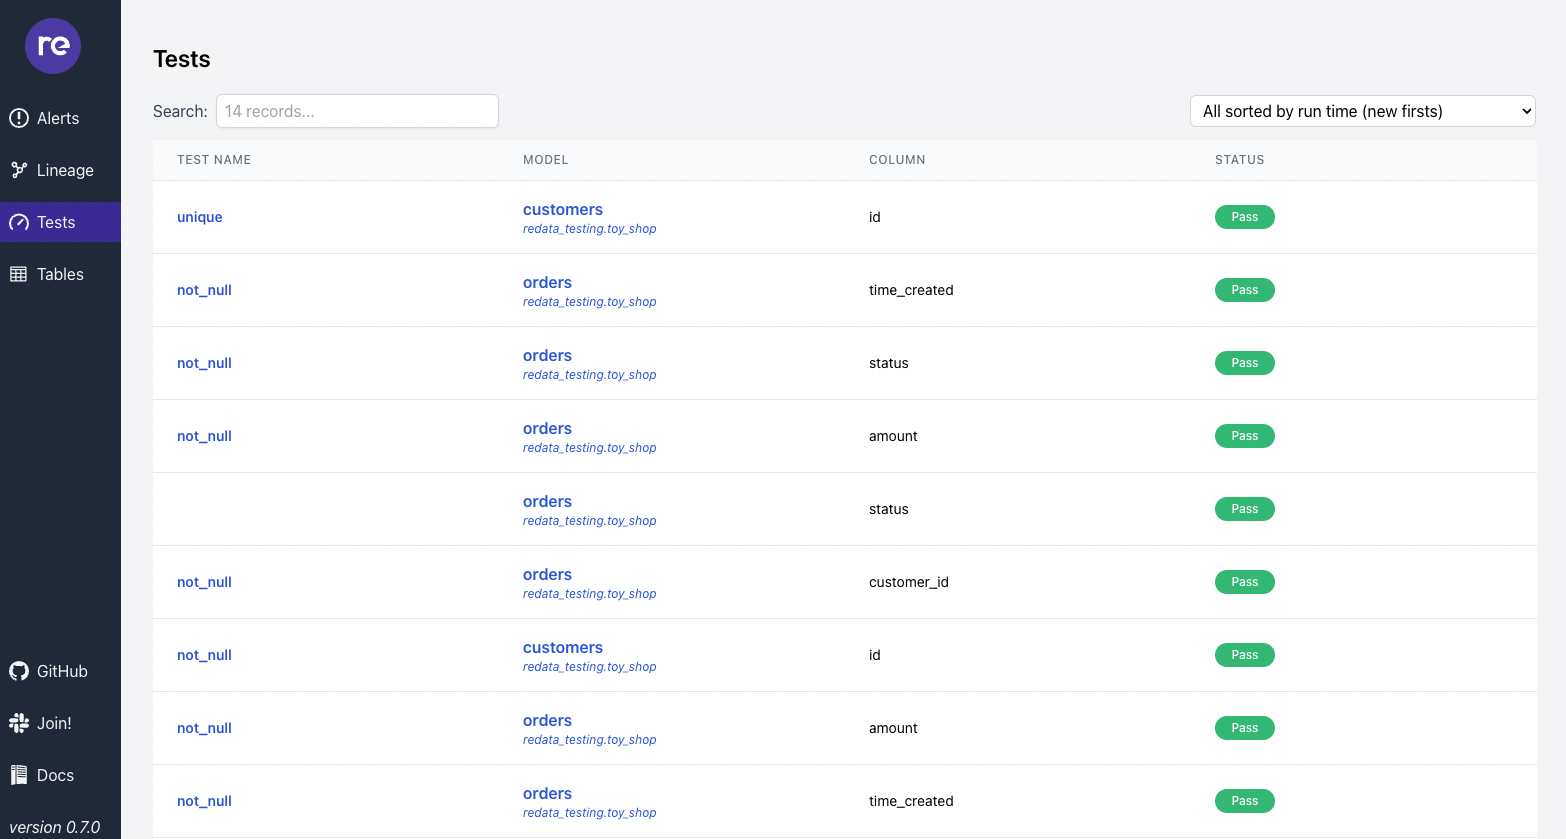 re
Alerts
Lineage
Tests
Tables
GitHub
Join!
Docs
version 0.7.0
Tests
Search: 14 records...
All sorted by run time (new firsts)
TEST NAME MODEL COLUMN STATUS
unique customers id Pass
redata_testing.toy_shop
not_null orders time_created Pass
redata_testing.toy_shop
not_null orders status Pass
redata_testing.toy_shop
not_null orders amount Pass
redata_testing.toy_shop
orders status Pass
redata_testing.toy_shop
not_null orders customer_id Pass
redata_testing.toy_shop
not_null customers id Pass
redata_testing.toy_shop
not_null orders amount Pass
redata_testing.toy_shop
not_null orders time_created Pass
redata_testing.toy_shop